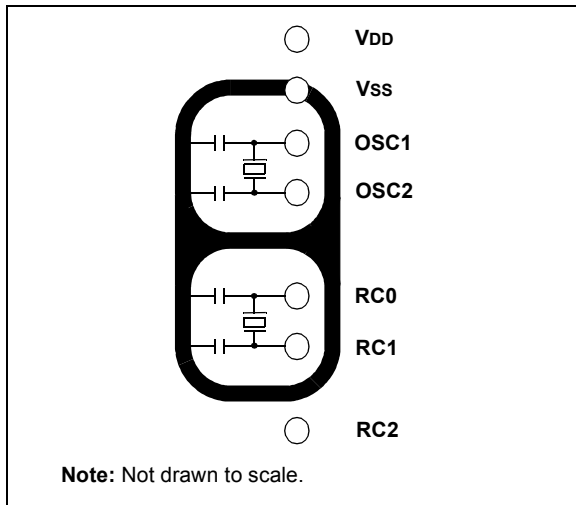 VDD
VSS
OSC1
OSC2
RC0
RC1
RC2
Note: Not drawn to scale.